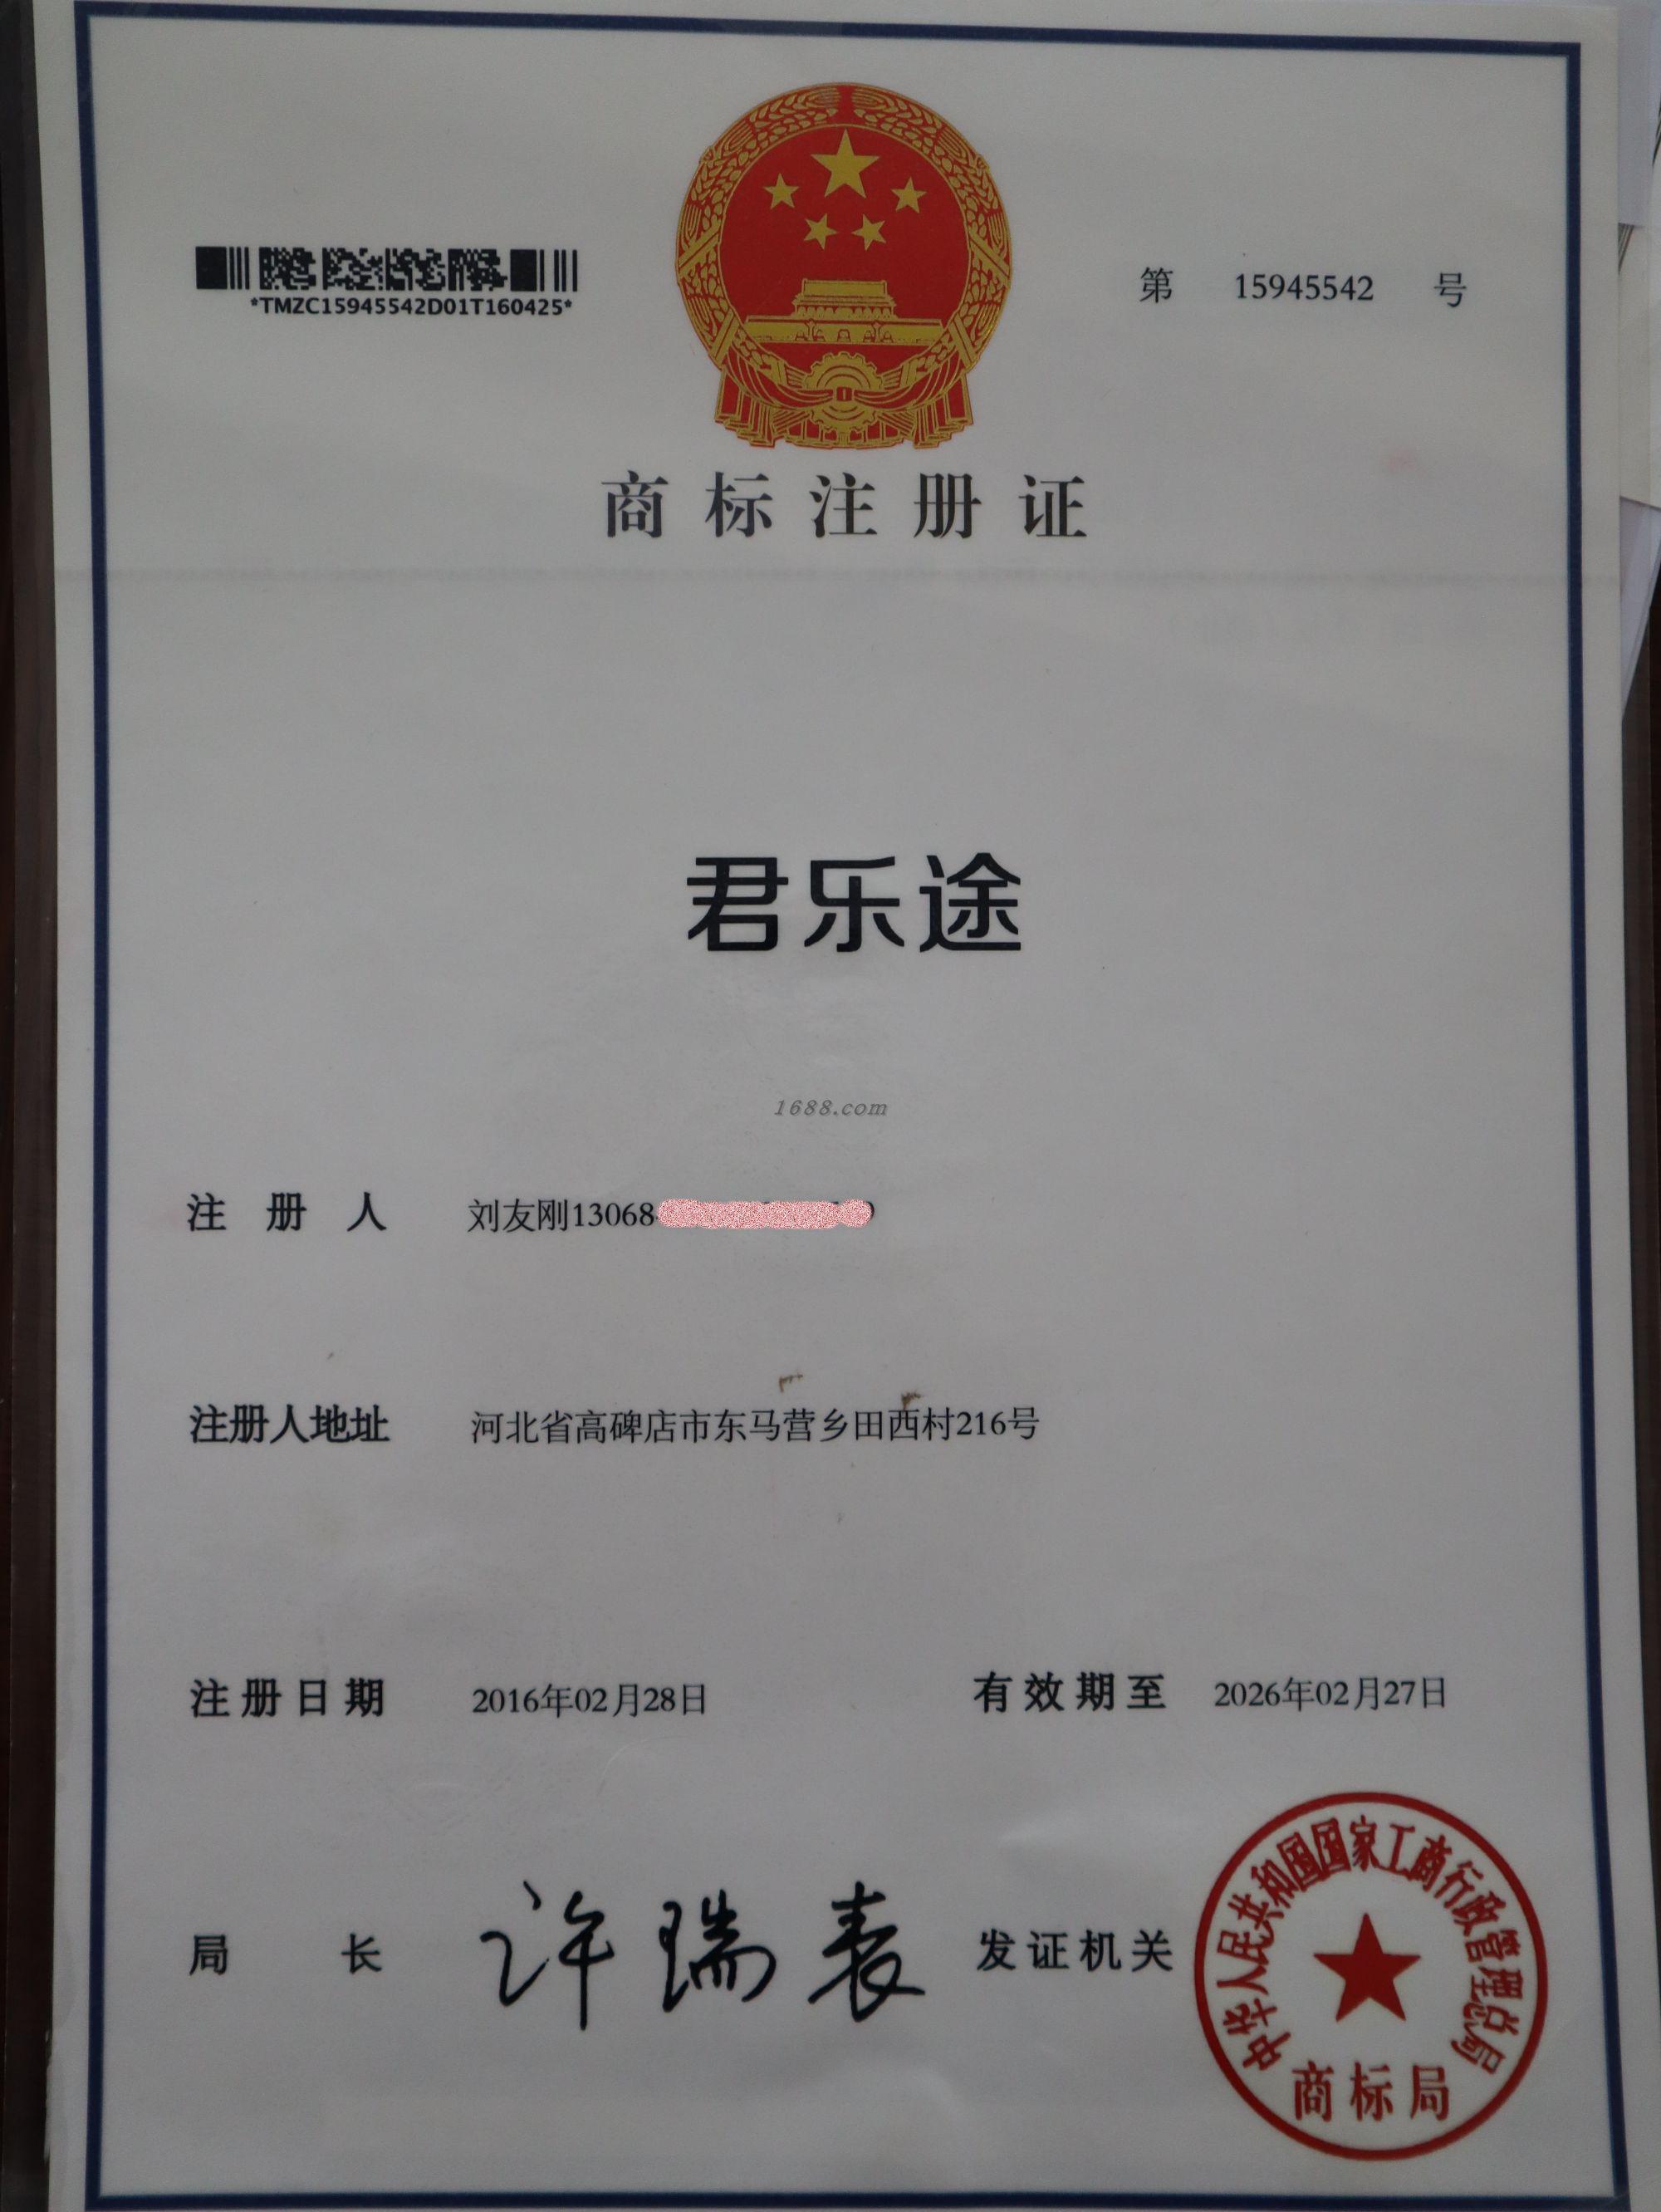 *TMZC15945542D01T160425*
第 15945542 号
商标注册证
君乐途
1688.com
注册人 刘友刚13068
注册人地址 河北省高碑店市东马营乡田西村216号
注册日期 2016年02月28日 有效期至 2026年02月27日
局长 许瑞表 发证机关
中华人民共和国国家工商行政管理总局
商标局